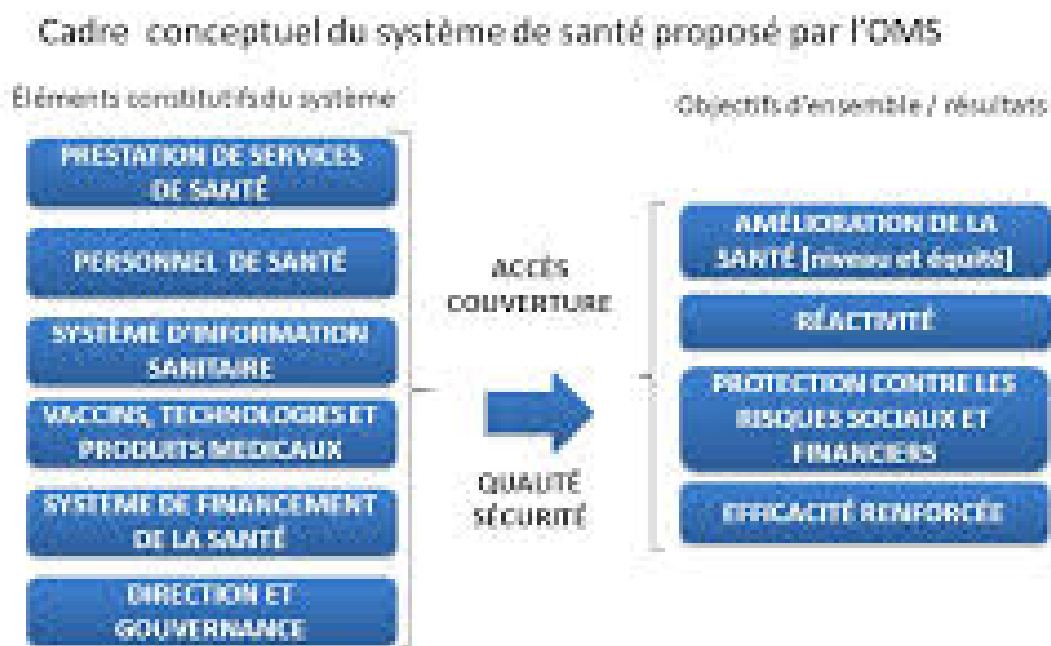 Cadre conceptuel du système de santé proposé par l'OMS
Éléments constitutifs du système
PRESTATION DE SERVICES
DE SANTÉ
PERSONNEL DE SANTÉ
SYSTÈME D'INFORMATION
SANITAIRE
VACCINS, TECHNOLOGIES ET
PRODUITS MEDICAUX
SYSTÈME DE FINANCEMENT
DE LA SANTÉ
DIRECTION ET
GOUVERNANCE
ACCÈS
COUVERTURE
QUALITÉ
SÉCURITÉ
Objectifs d'ensemble / résultats
AMÉLIORATION DE LA
SANTÉ [niveau et équité]
RÉACTIVITÉ
PROTECTION CONTRE LES
RISQUES SOCIAUX ET
FINANCIERS
EFFICACITÉ RENFORCÉE